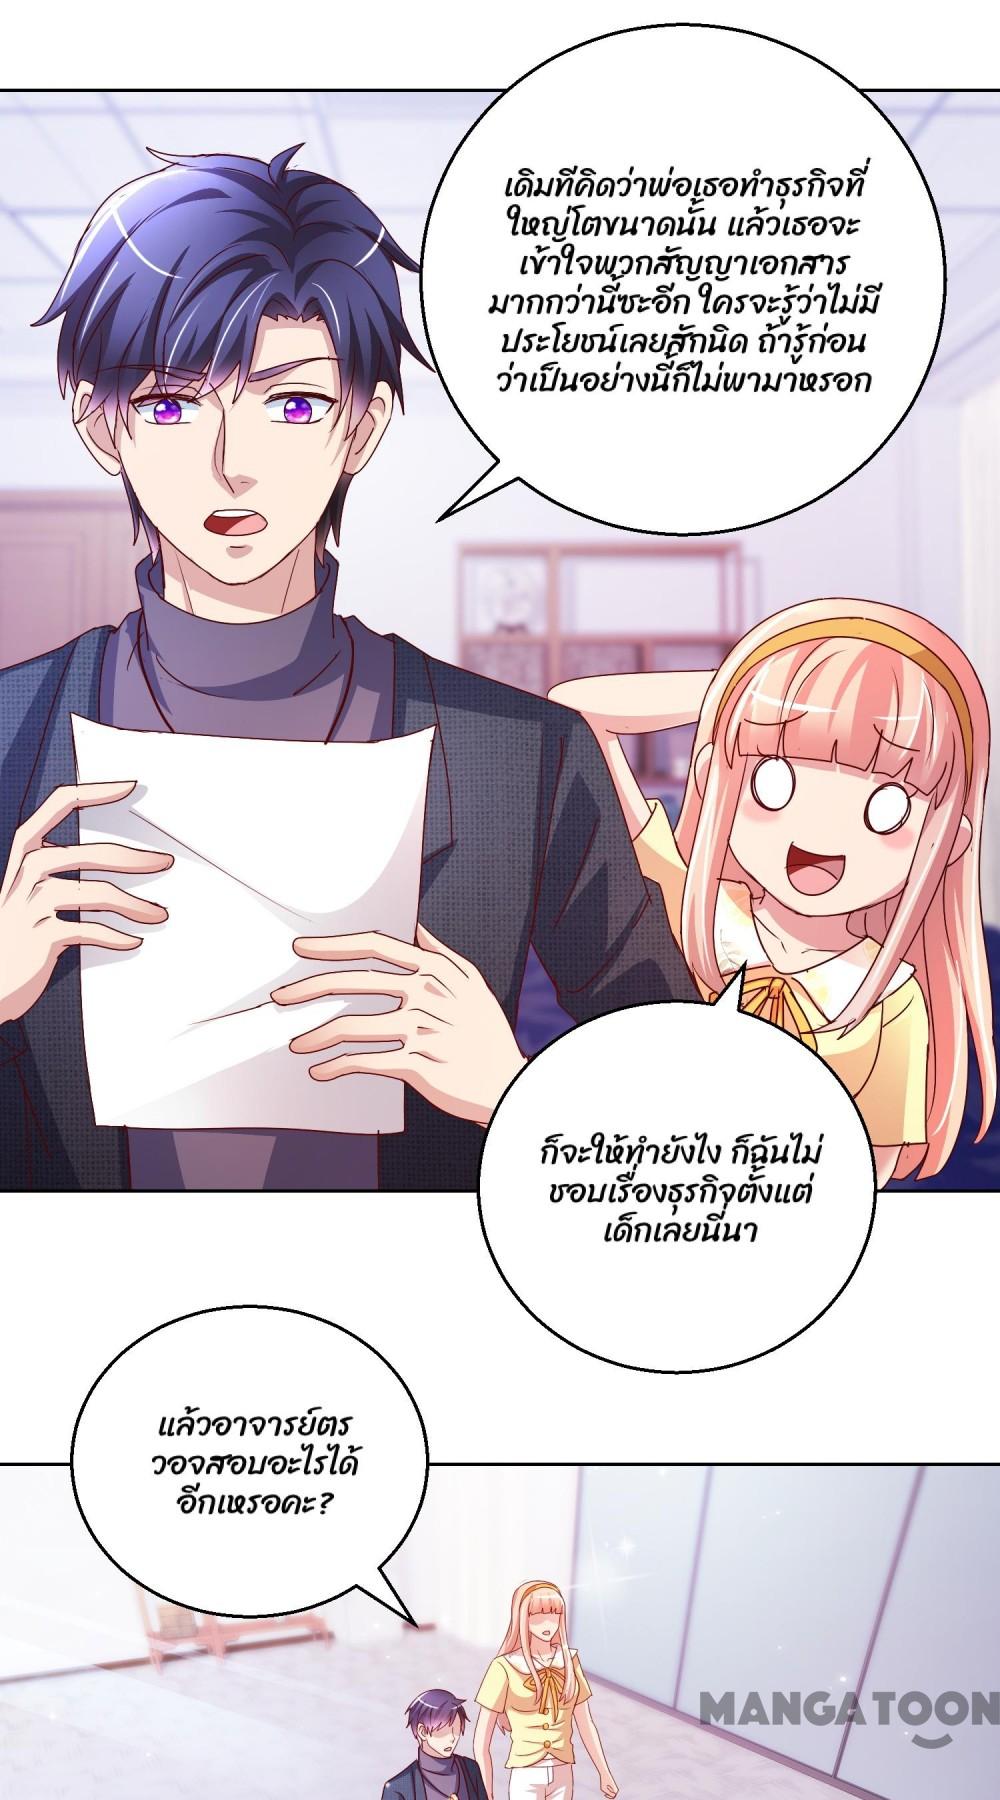 เดิมทีคิดว่าพ่อเธอทำธุรกิจที่
ใหญ่โตขนาดนั้น แล้วเธอจะ
เข้าใจพวกสัญญาเอกสาร
มากกว่านี้ซะอีก ใครจะรู้ว่าไม่มี
ประโยชน์เลยสักนิด ถ้ารู้ก่อน
ว่าเป็นอย่างนี้ก็ไม่พามาหรอก
ก็จะให้ทำยังไง ก็ฉันไม่
ชอบเรื่องธุรกิจตั้งแต่
เด็กเลยนี่นา
แล้วอาจารย์ตร
วอจสอบอะไรได้
อีกเหรอคะ?
MANGATOON